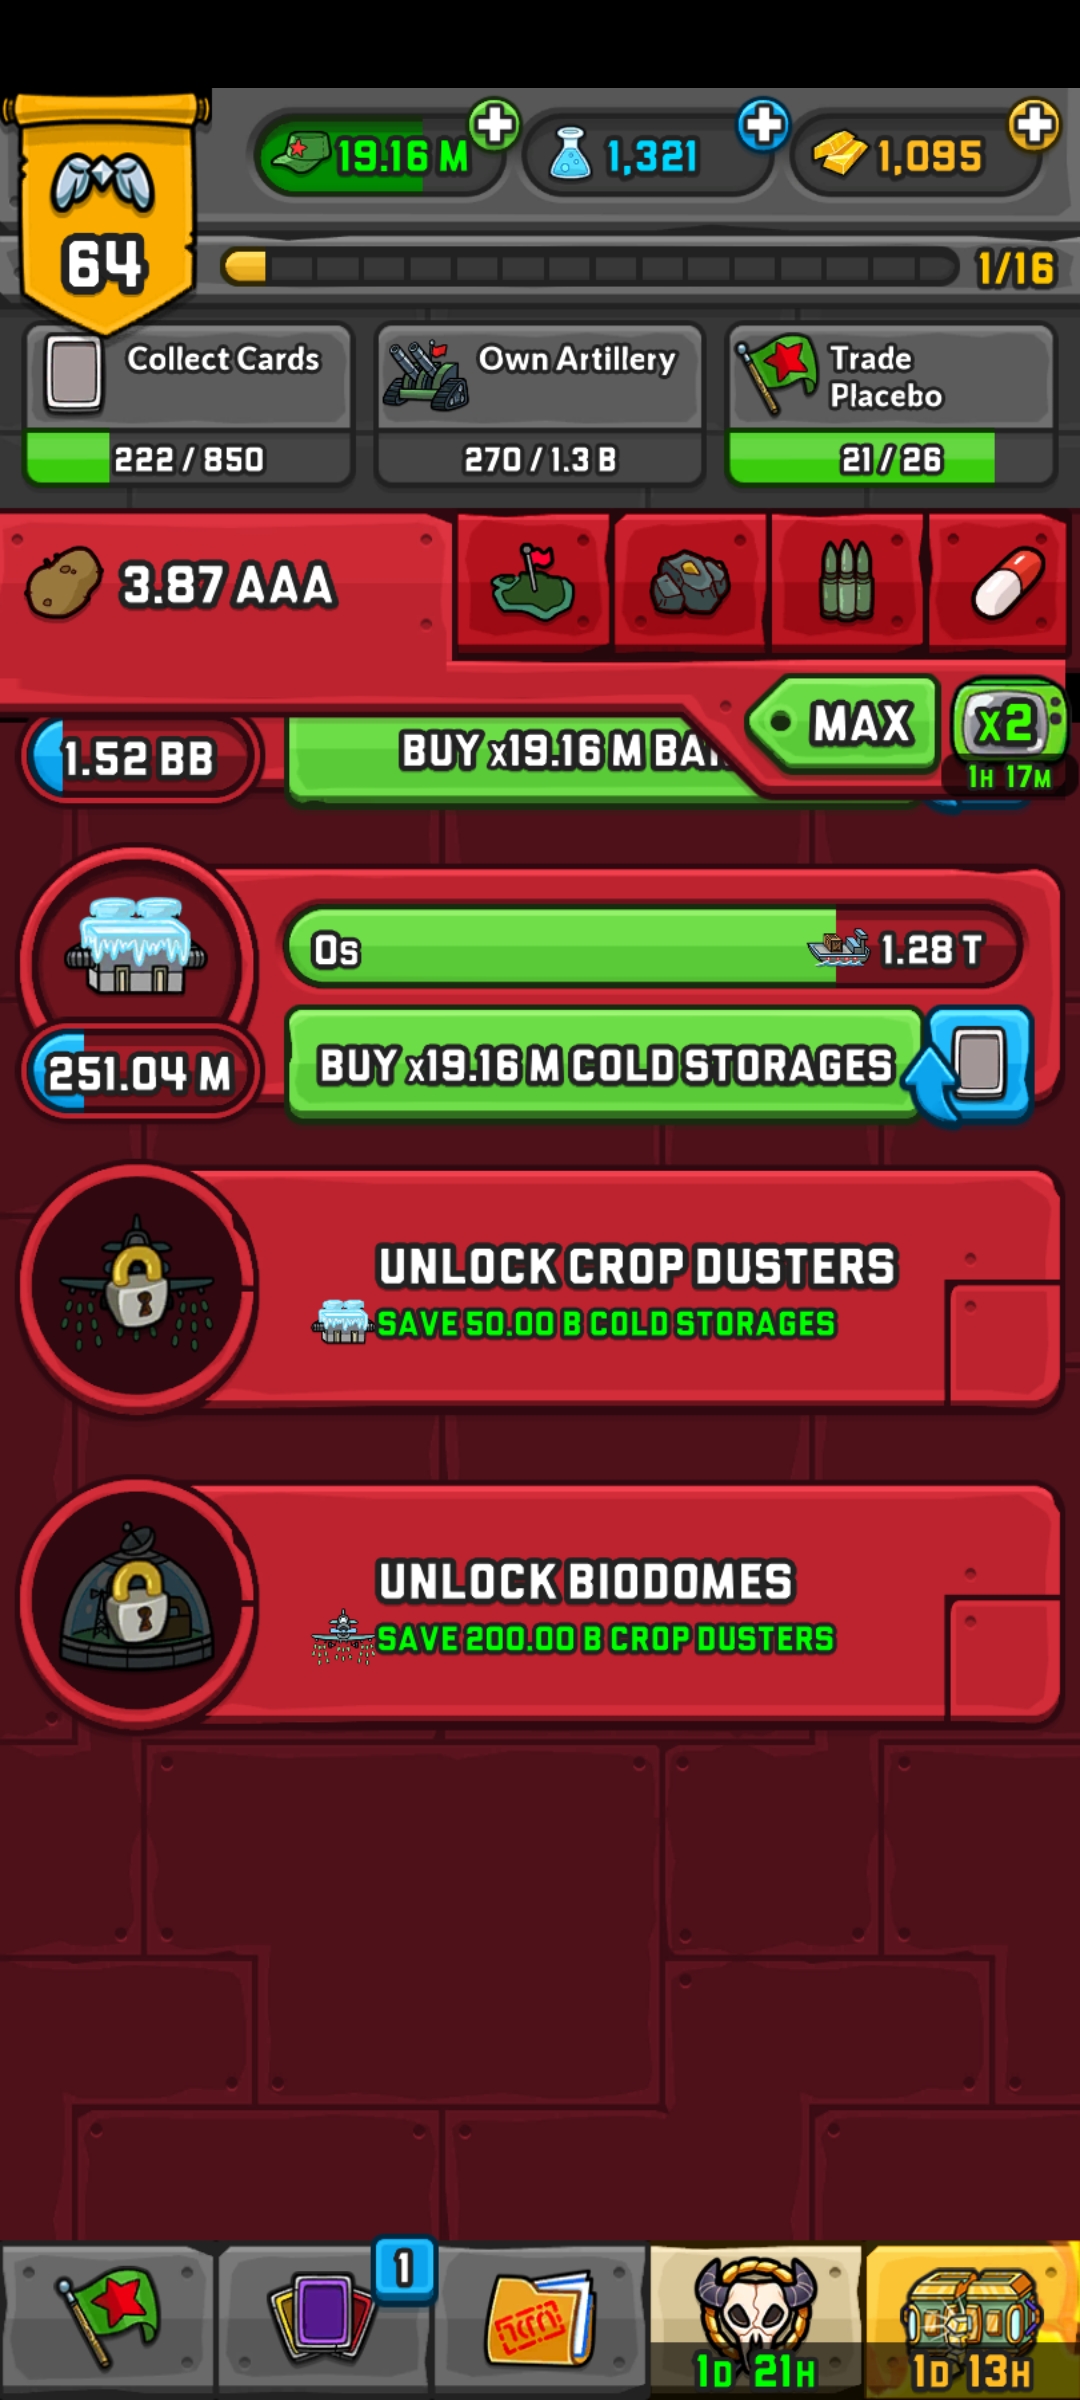 64
19.16 M
1,321
1,095
1/16
Collect Cards
222 / 850
Own Artillery
270 / 1.3 B
Trade
Placebo
21 / 26
3.87 AAA
MAX
x2
1H 17M
1.52 BB
BUY x19.16 M
0s
1.28 T
251.04 M
BUY x19.16 M COLD STORAGES
UNLOCK CROP DUSTERS
SAVE 50.00 B COLD STORAGES
UNLOCK BIODOMES
SAVE 200.00 B CROP DUSTERS
1
1D 21H
1D 13H